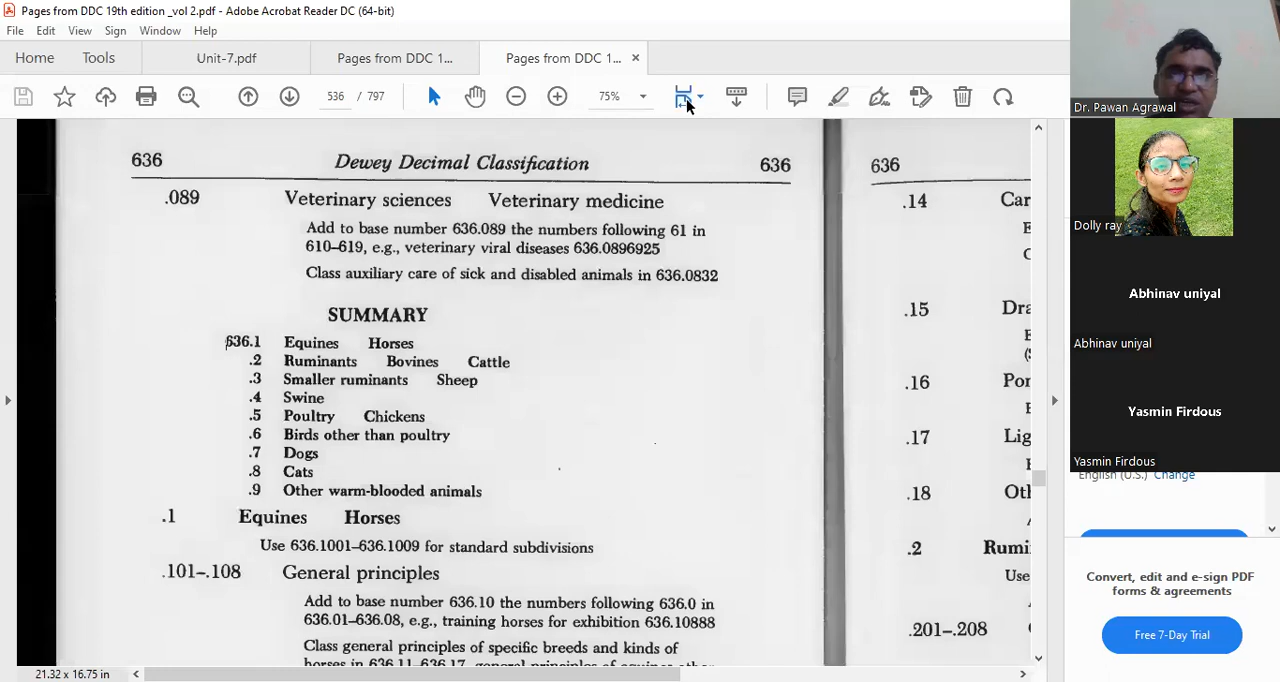 Pages from DDC 19th edition _vol 2.pdf - Adobe Acrobat Reader DC (64-bit)
File Edit View Sign Window Help
Home Tools Unit-7.pdf Pages from DDC 1... Pages from DDC 1... ×
536 / 797 75%
636 Dewey Decimal Classification 636
.089 Veterinary sciences Veterinary medicine
Add to base number 636.089 the numbers following 61 in
610–619, e.g., veterinary viral diseases 636.0896925
Class auxiliary care of sick and disabled animals in 636.0832
SUMMARY
636.1 Equines Horses
.2 Ruminants Bovines Cattle
.3 Smaller ruminants Sheep
.4 Swine
.5 Poultry Chickens
.6 Birds other than poultry
.7 Dogs
.8 Cats
.9 Other warm-blooded animals
.1 Equines Horses
Use 636.1001–636.1009 for standard subdivisions
.101–.108 General principles
Add to base number 636.10 the numbers following 636.0 in
636.01–636.08, e.g., training horses for exhibition 636.10888
Class general principles of specific breeds and kinds of
horses in 636.11–636.17, general principles of equines other
636
.14 Car
E
C
.15 Dra
E
(S
.16 Por
E
.17 Lig
E
.18 Oth
.2 Rumi
Use
.201–.208
21.32 x 16.75 in
Dr. Pawan Agrawal
Dolly ray
Abhinav uniyal
Abhinav uniyal
Yasmin Firdous
Yasmin Firdous
English (U.S.) Change
Convert, edit and e-sign PDF
forms & agreements
Free 7-Day Trial